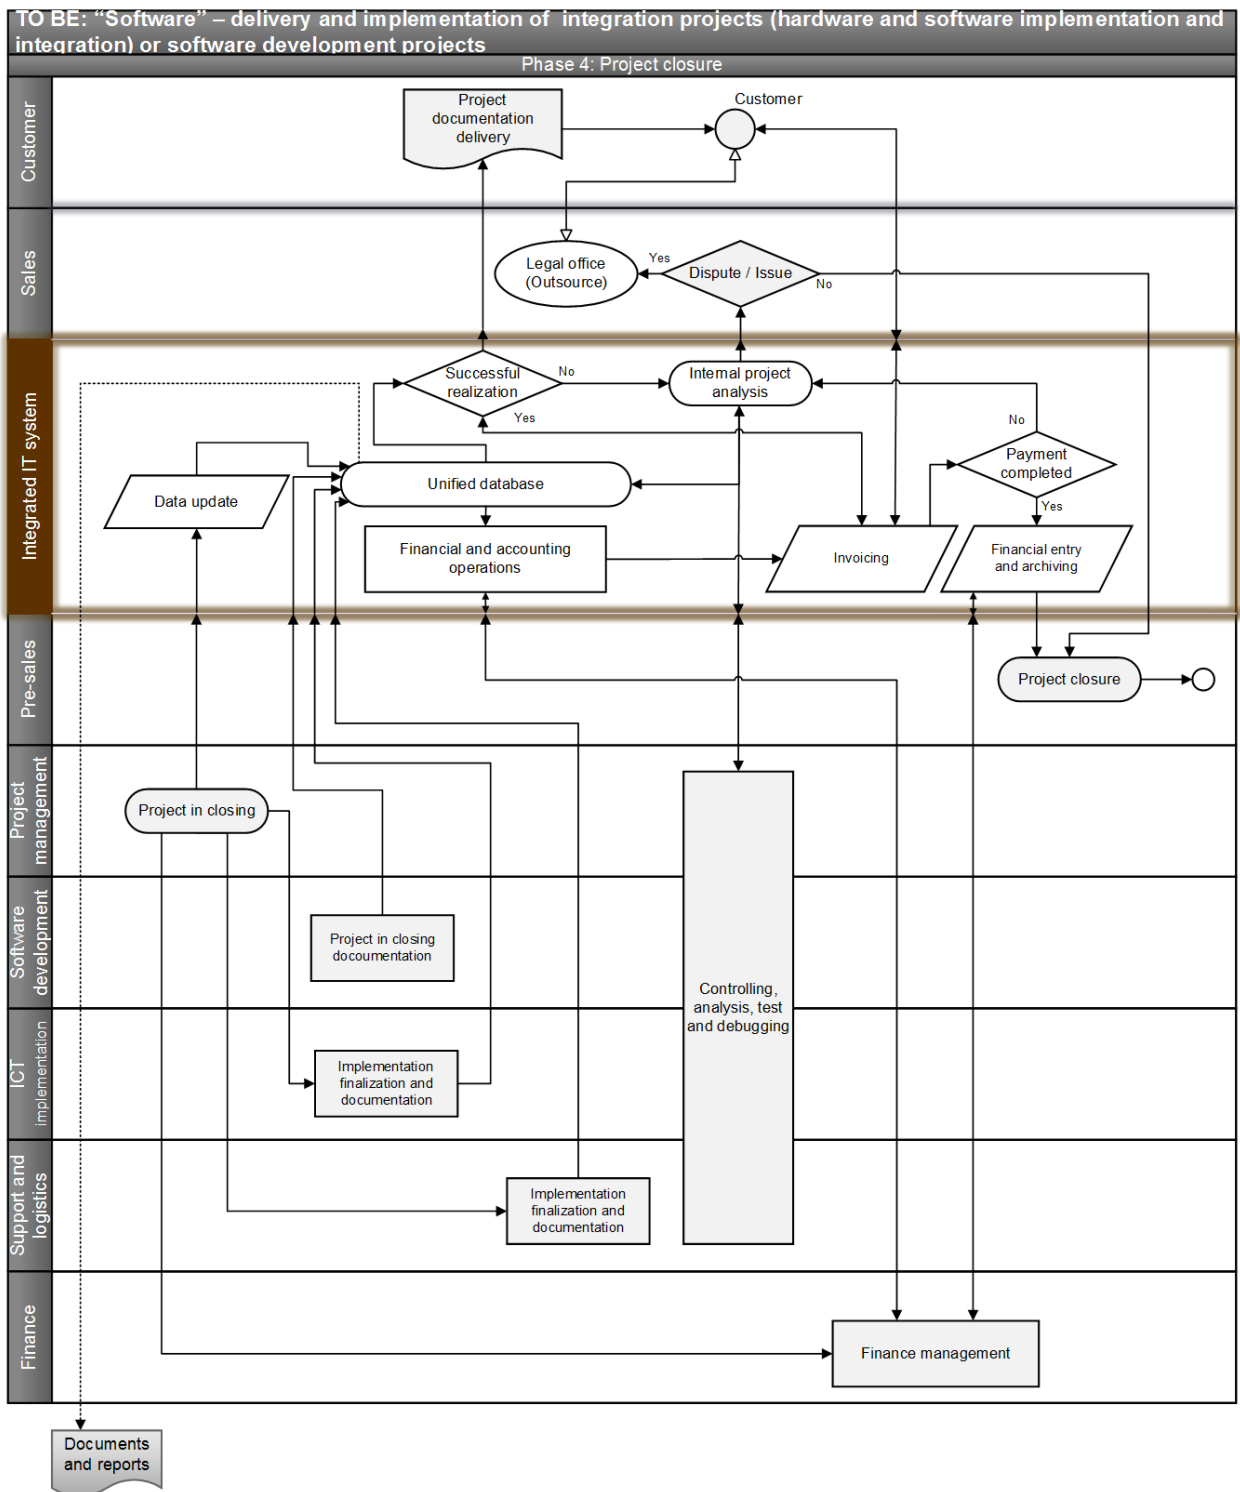 TO BE: “Software” – delivery and implementation of  integration projects (hardware and software implementation and
integration) or software development projects
Phase 4: Project closure
Customer
Project
documentation
delivery
Customer
Sales
Legal office
(Outsource)
Yes
Dispute / Issue
No
Integrated IT system
Successful
realization
No
Yes
Internal project
analysis
No
Payment
completed
Yes
Data update
Unified database
Financial and accounting
operations
Invoicing
Financial entry
and archiving
Pre-sales
Project closure
Project
management
Project in closing
Software
development
Project in closing
docoumentation
Controlling,
analysis, test
and debugging
ICT
implementation
Implementation
finalization and
documentation
Support and
logistics
Implementation
finalization and
documentation
Finance
Finance management
Documents
and reports